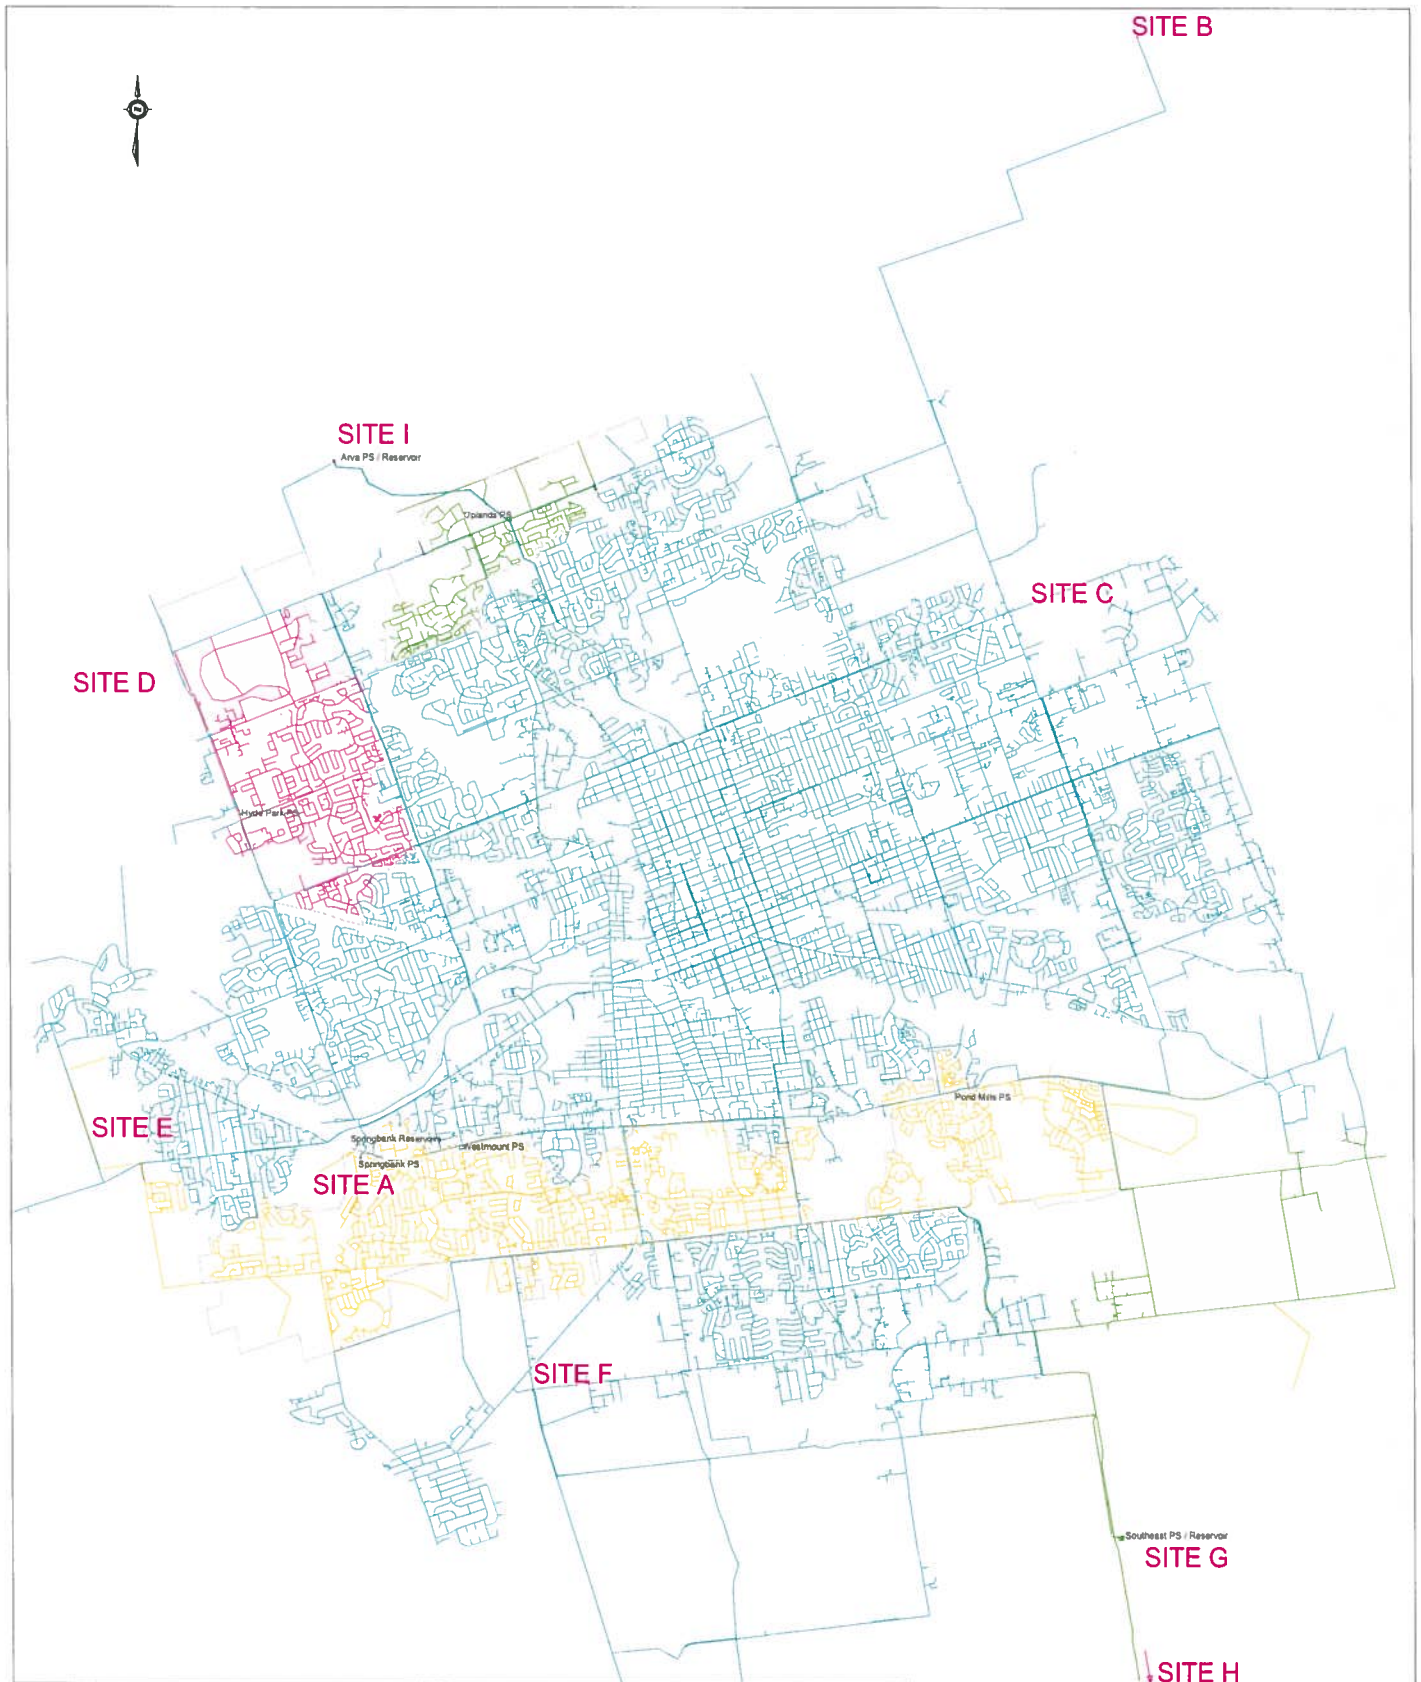 SITE B
SITE I
Arva PS / Reservoir
Uplands PS
SITE C
SITE D
Hyde Park PS
Pond Mills PS
SITE E
Springbank Reservoirs
Westmount PS
Springbank PS
SITE A
SITE F
Southeast PS / Reservoir
SITE G
SITE H